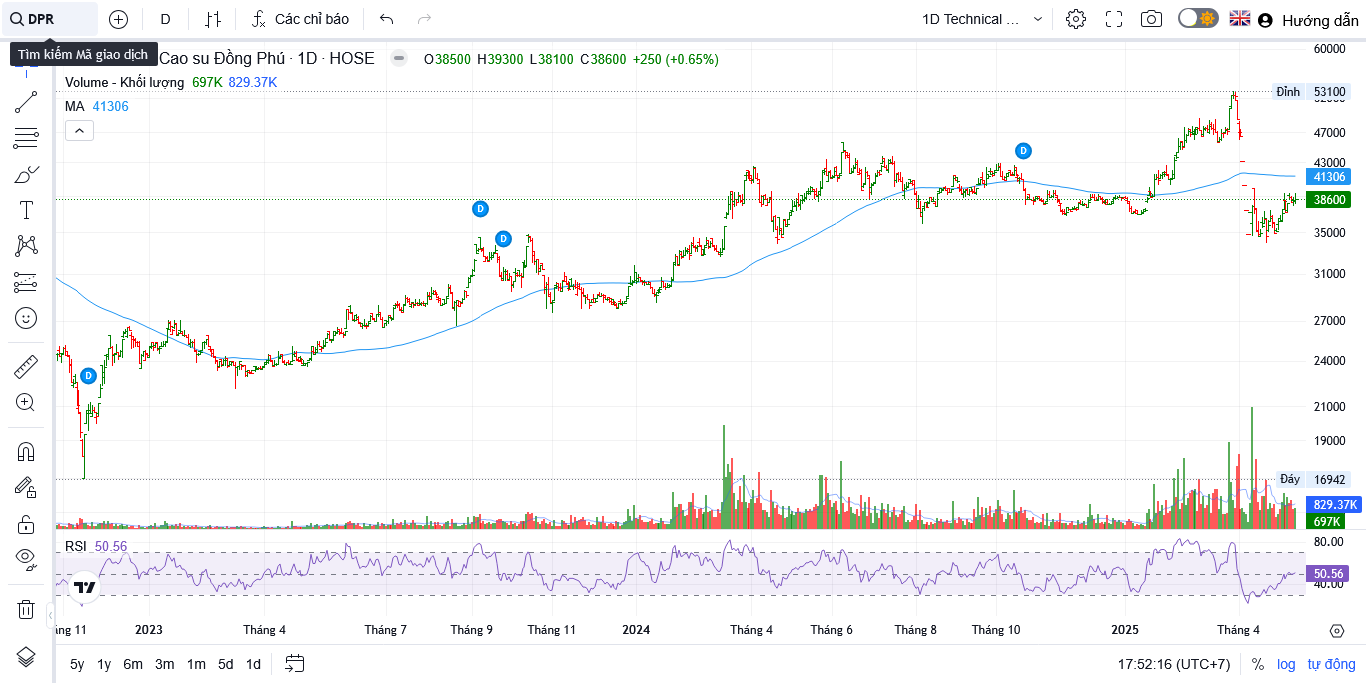 DPR
D
Các chỉ báo
1D Technical ...
Hướng dẫn
Tìm kiếm Mã giao dịch
Cao su Đồng Phú · 1D · HOSE
O38500 H39300 L38100 C38600 +250 (+0.65%)
Volume - Khối lượng 697K 829.37K
MA 41306
60000
Đỉnh 53100
47000
43000
41306
38600
35000
31000
27000
24000
21000
19000
Đáy 16942
829.37K
697K
D
D
D
D
T
RSI 50.56
80.00
50.56
40.00
ng 11 2023 Tháng 4 Tháng 7 Tháng 9 Tháng 11 2024 Tháng 4 Tháng 6 Tháng 8 Tháng 10 2025 Tháng 4
5y 1y 6m 3m 1m 5d 1d
17:52:16 (UTC+7) % log tự động